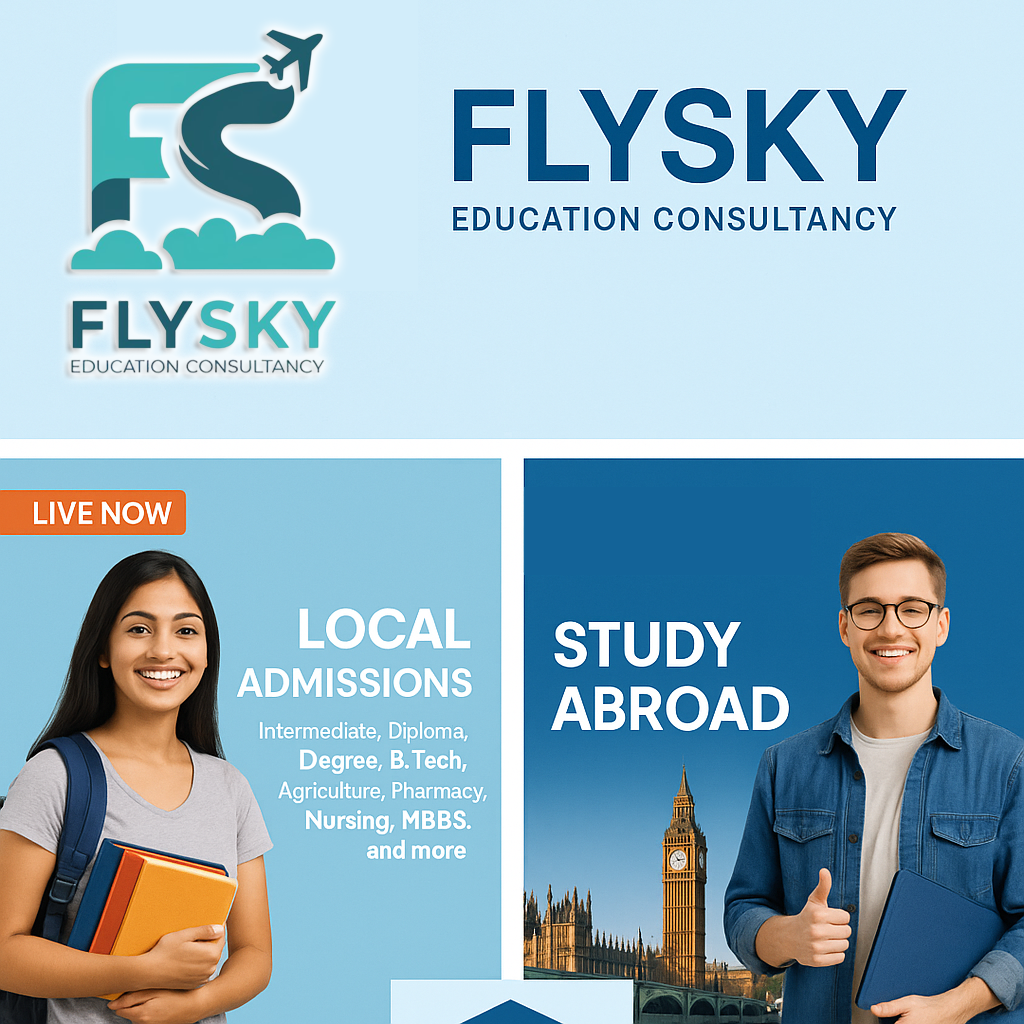 FS
FLYSKY
EDUCATION CONSULTANCY
FLYSKY
EDUCATION CONSULTANCY
LIVE NOW
LOCAL
ADMISSIONS
Intermediate, Diploma,
Degree, B.Tech,
Agriculture, Pharmacy,
Nursing, MBBS.
and more
STUDY
ABROAD